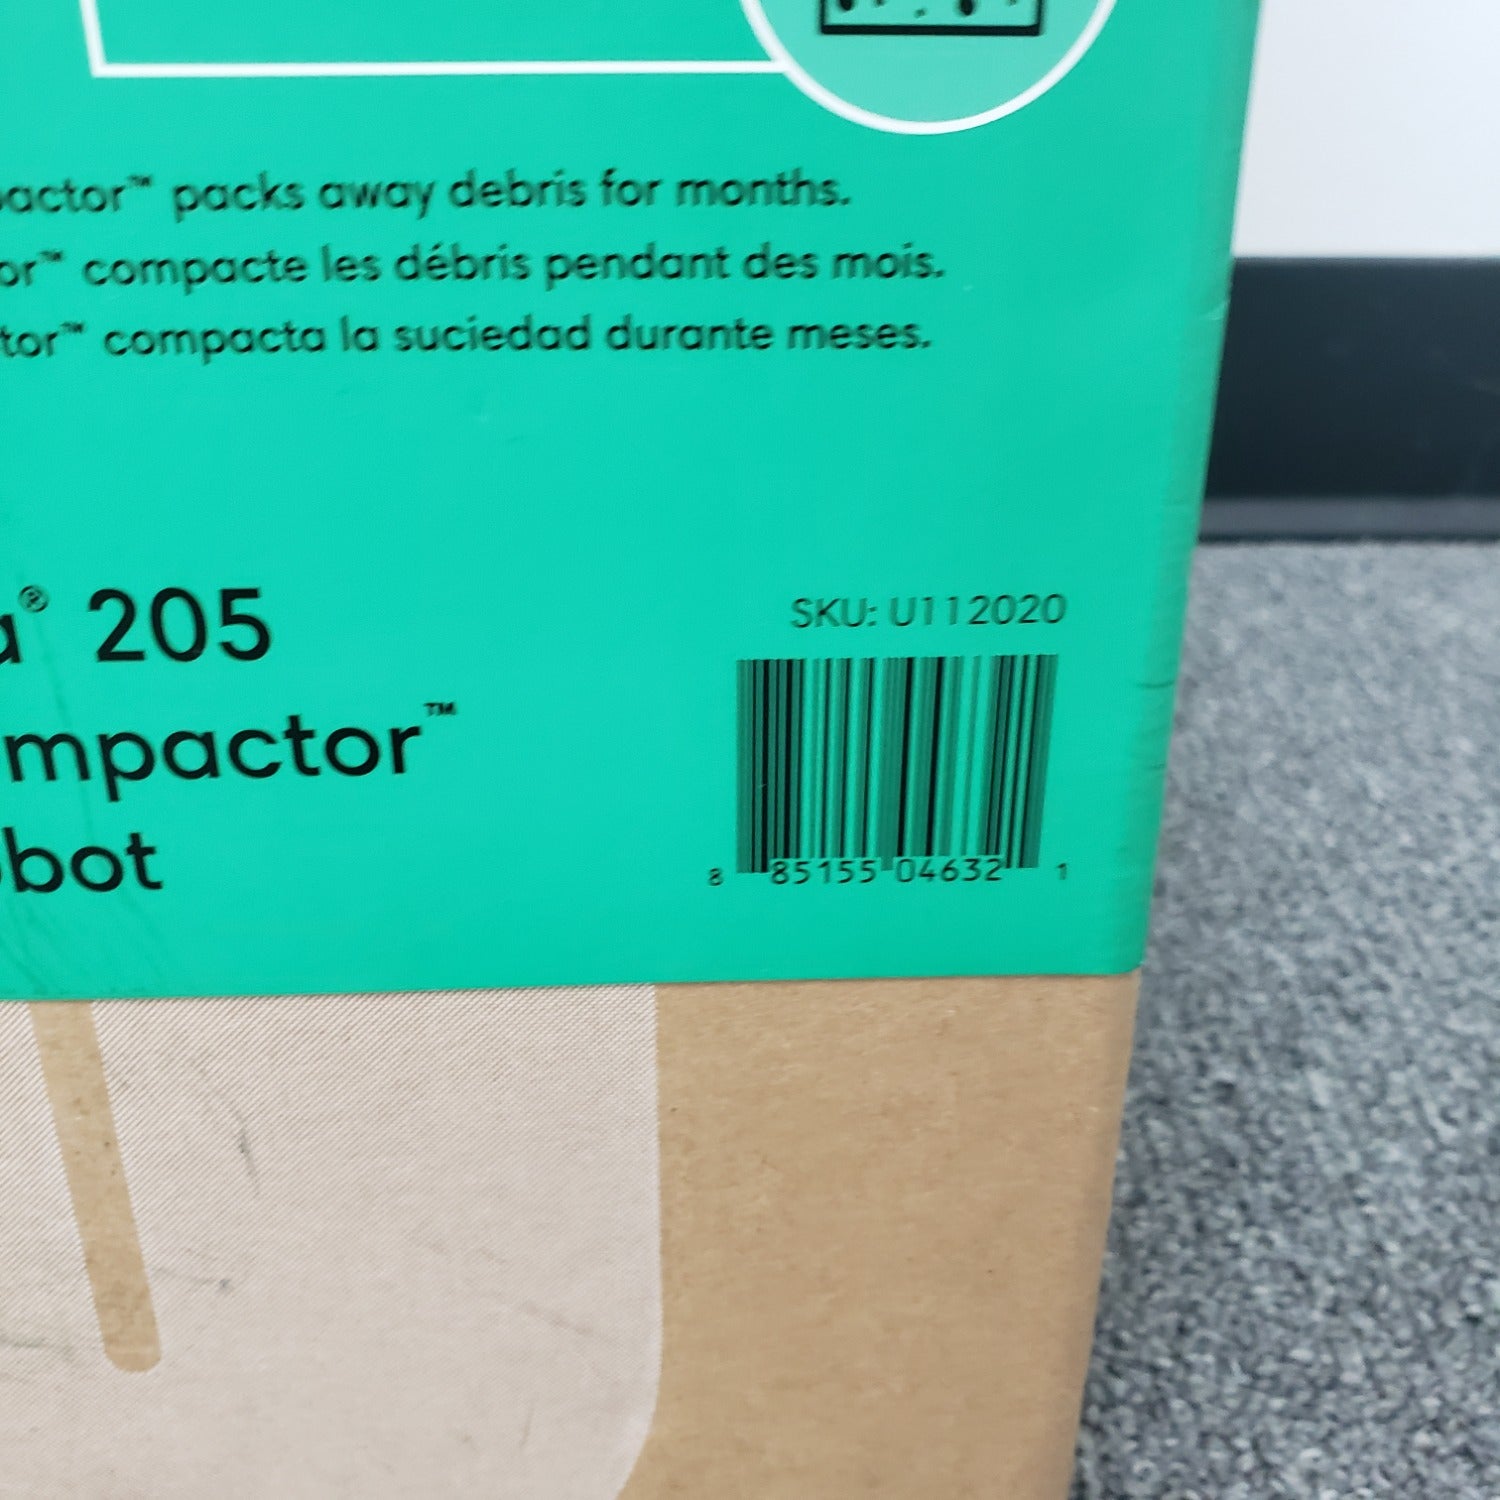 pactor™ packs away debris for months.
or™ compacte les débris pendant des mois.
tor™ compacta la suciedad durante meses.
a® 205
mpactor™
obot
SKU: U112020
8 85155 04632 1